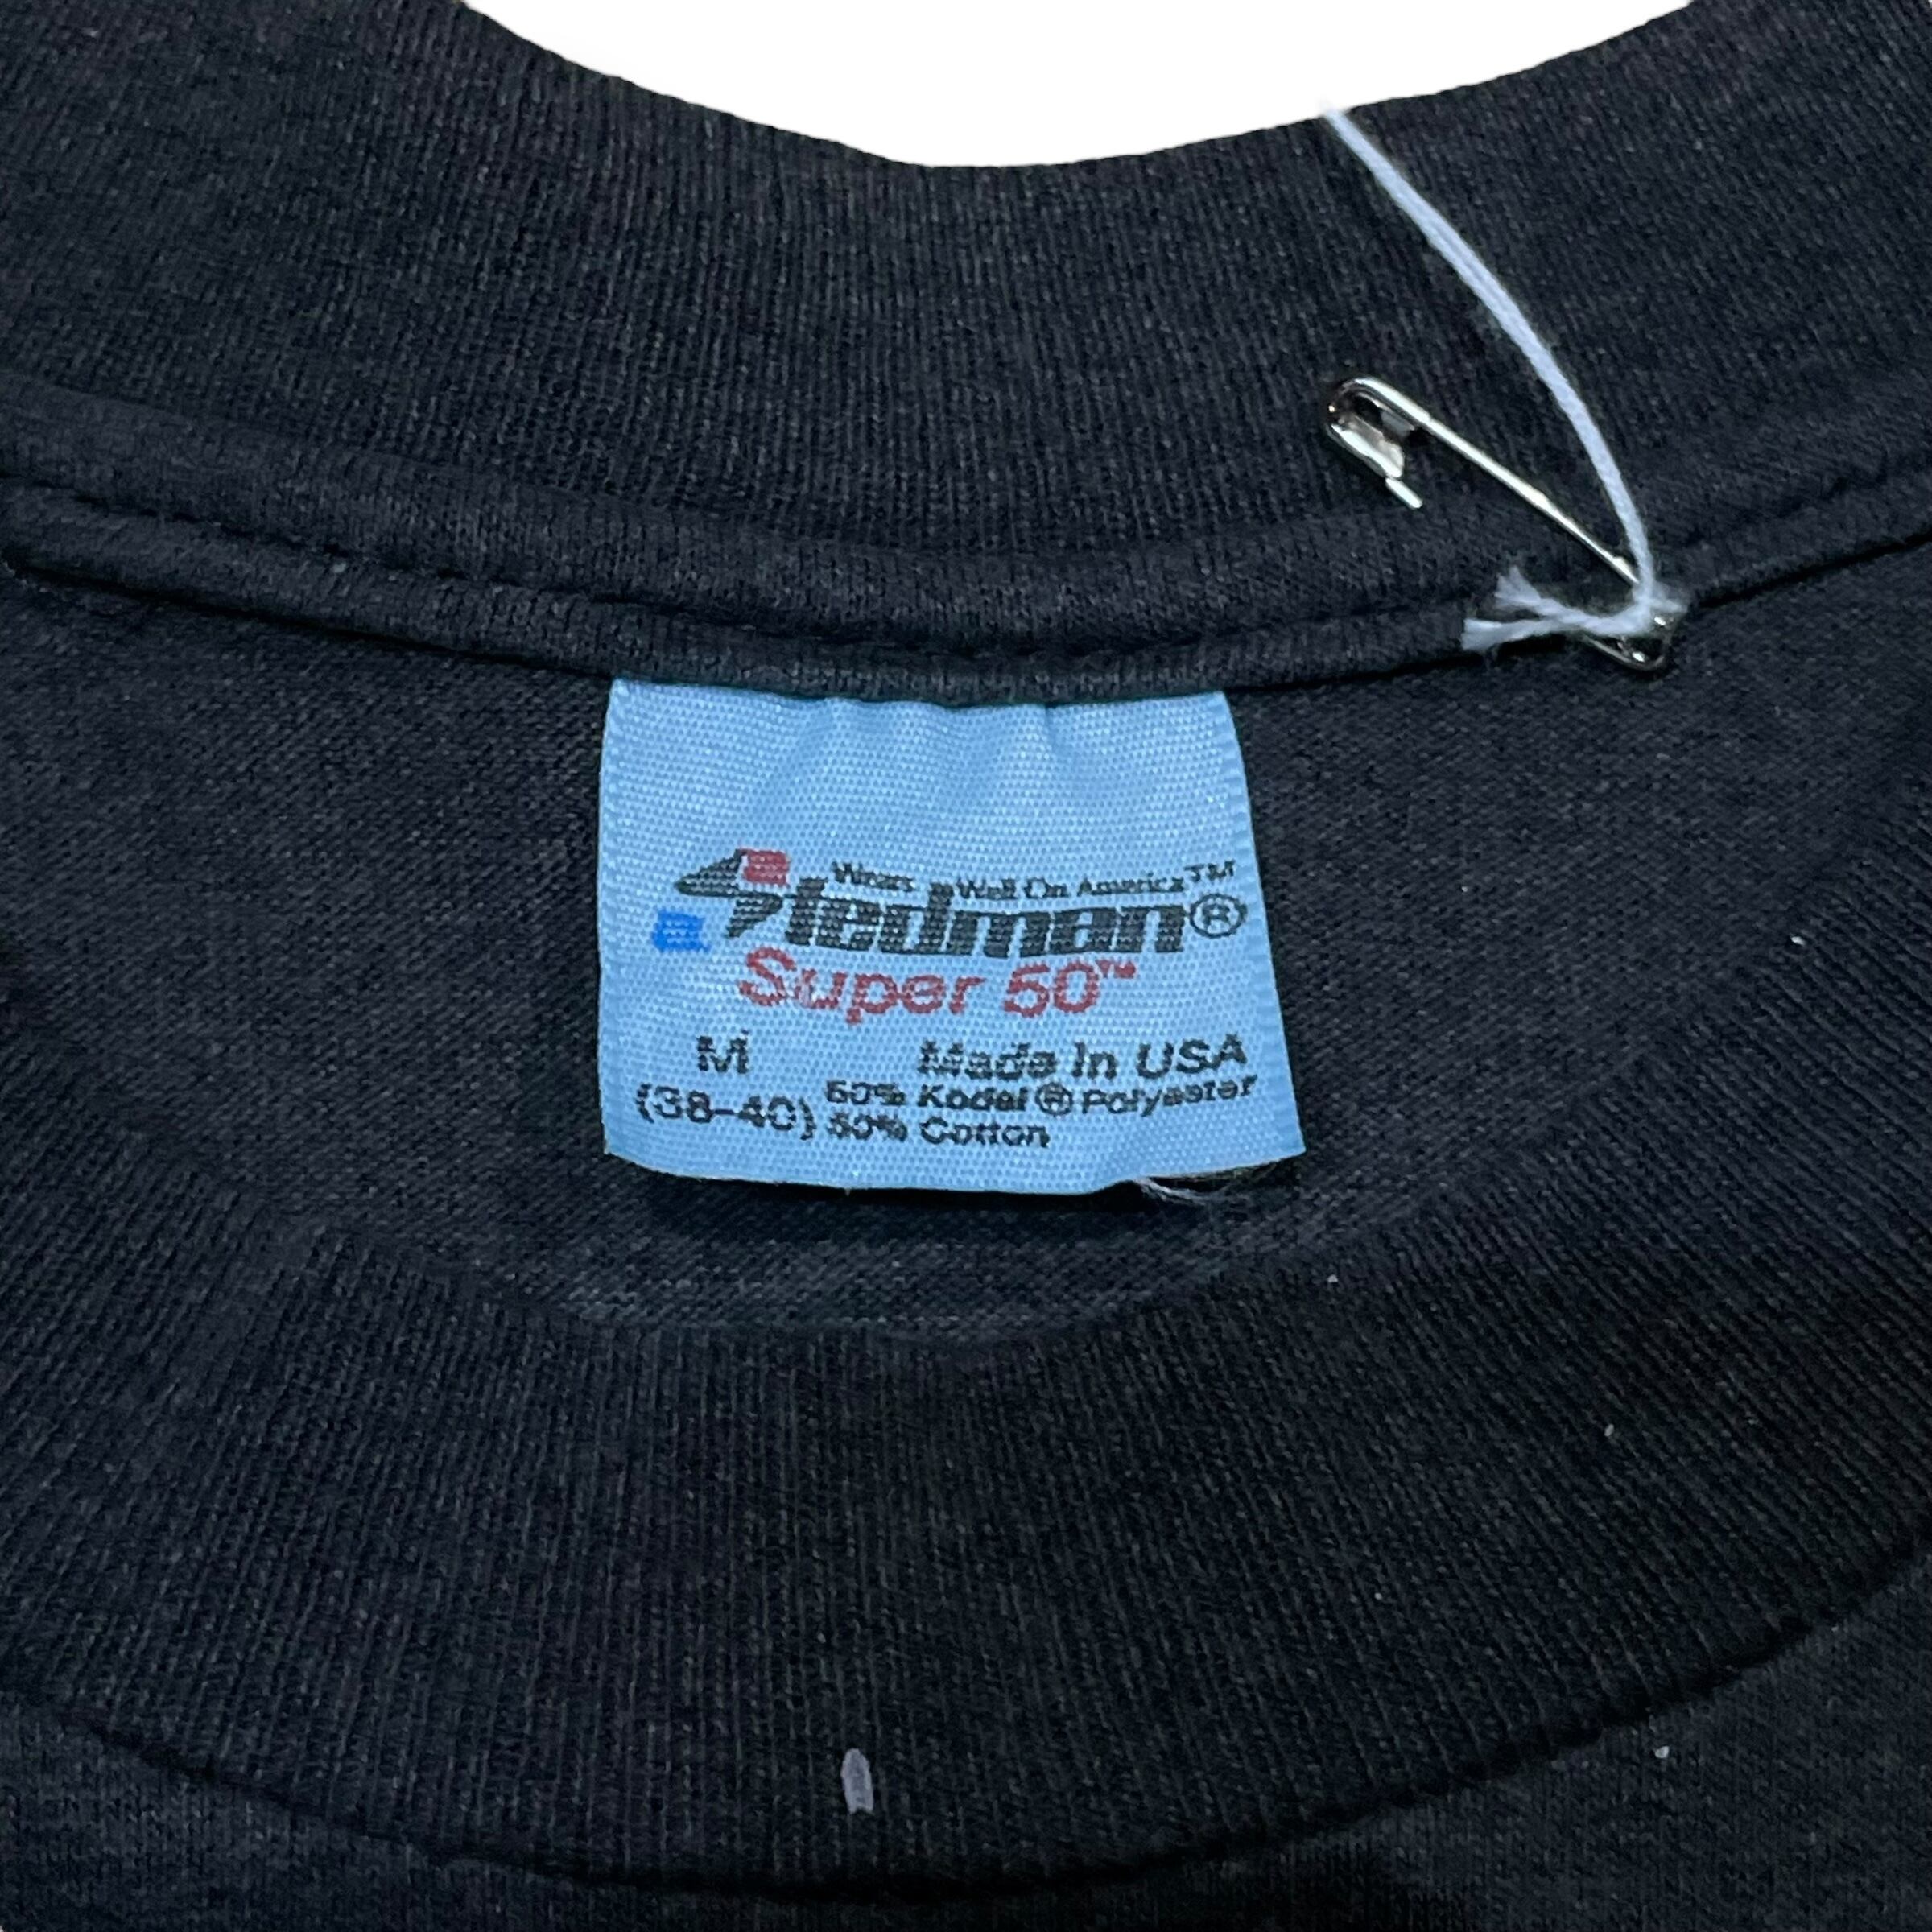 Wears Well On America™
Stedman®
Super 50™
M Made In USA
(38-40) 50% Kodel® Polyester
50% Cotton